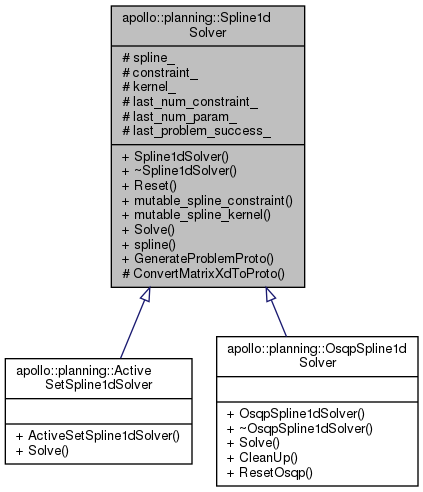 apollo::planning::Spline1d
Solver
# spline_
# constraint_
# kernel_
# last_num_constraint_
# last_num_param_
# last_problem_success_
+ Spline1dSolver()
+ ~Spline1dSolver()
+ Reset()
+ mutable_spline_constraint()
+ mutable_spline_kernel()
+ Solve()
+ spline()
+ GenerateProblemProto()
# ConvertMatrixXdToProto()
apollo::planning::Active
SetSpline1dSolver
+ ActiveSetSpline1dSolver()
+ Solve()
apollo::planning::OsqpSpline1d
Solver
+ OsqpSpline1dSolver()
+ ~OsqpSpline1dSolver()
+ Solve()
+ CleanUp()
+ ResetOsqp()